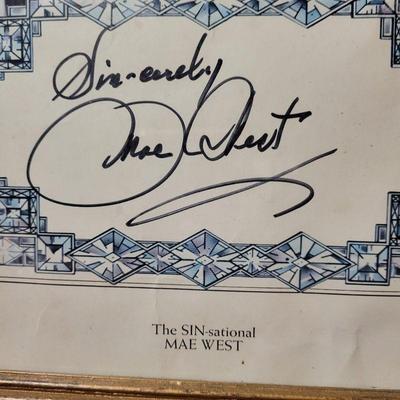 Sin-cerely,
Mae West
The SIN-sational
MAE WEST